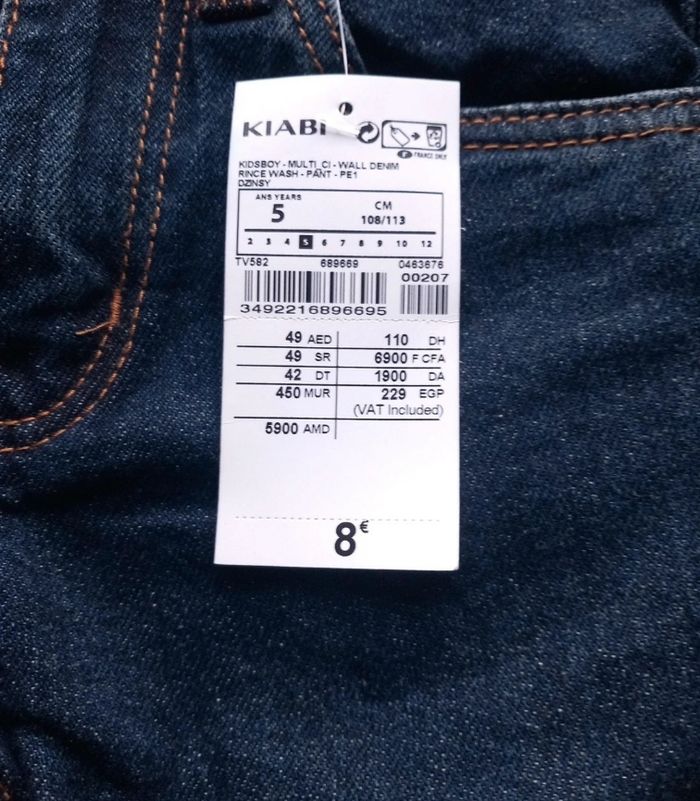 KIABI
FRANCE ONLY
KIDSBOY - MULTI_CI - WALL DENIM
RINCE WASH - PANT - PE1
DZINSY
ANS YEARS
5
CM
108/113
2 3 4 5 6 7 8 9 10 12
TV582 689669 0463676
00207
3492216896695
49 AED 110 DH
49 SR 6900 F CFA
42 DT 1900 DA
450 MUR 229 EGP
(VAT Included)
5900 AMD
8€